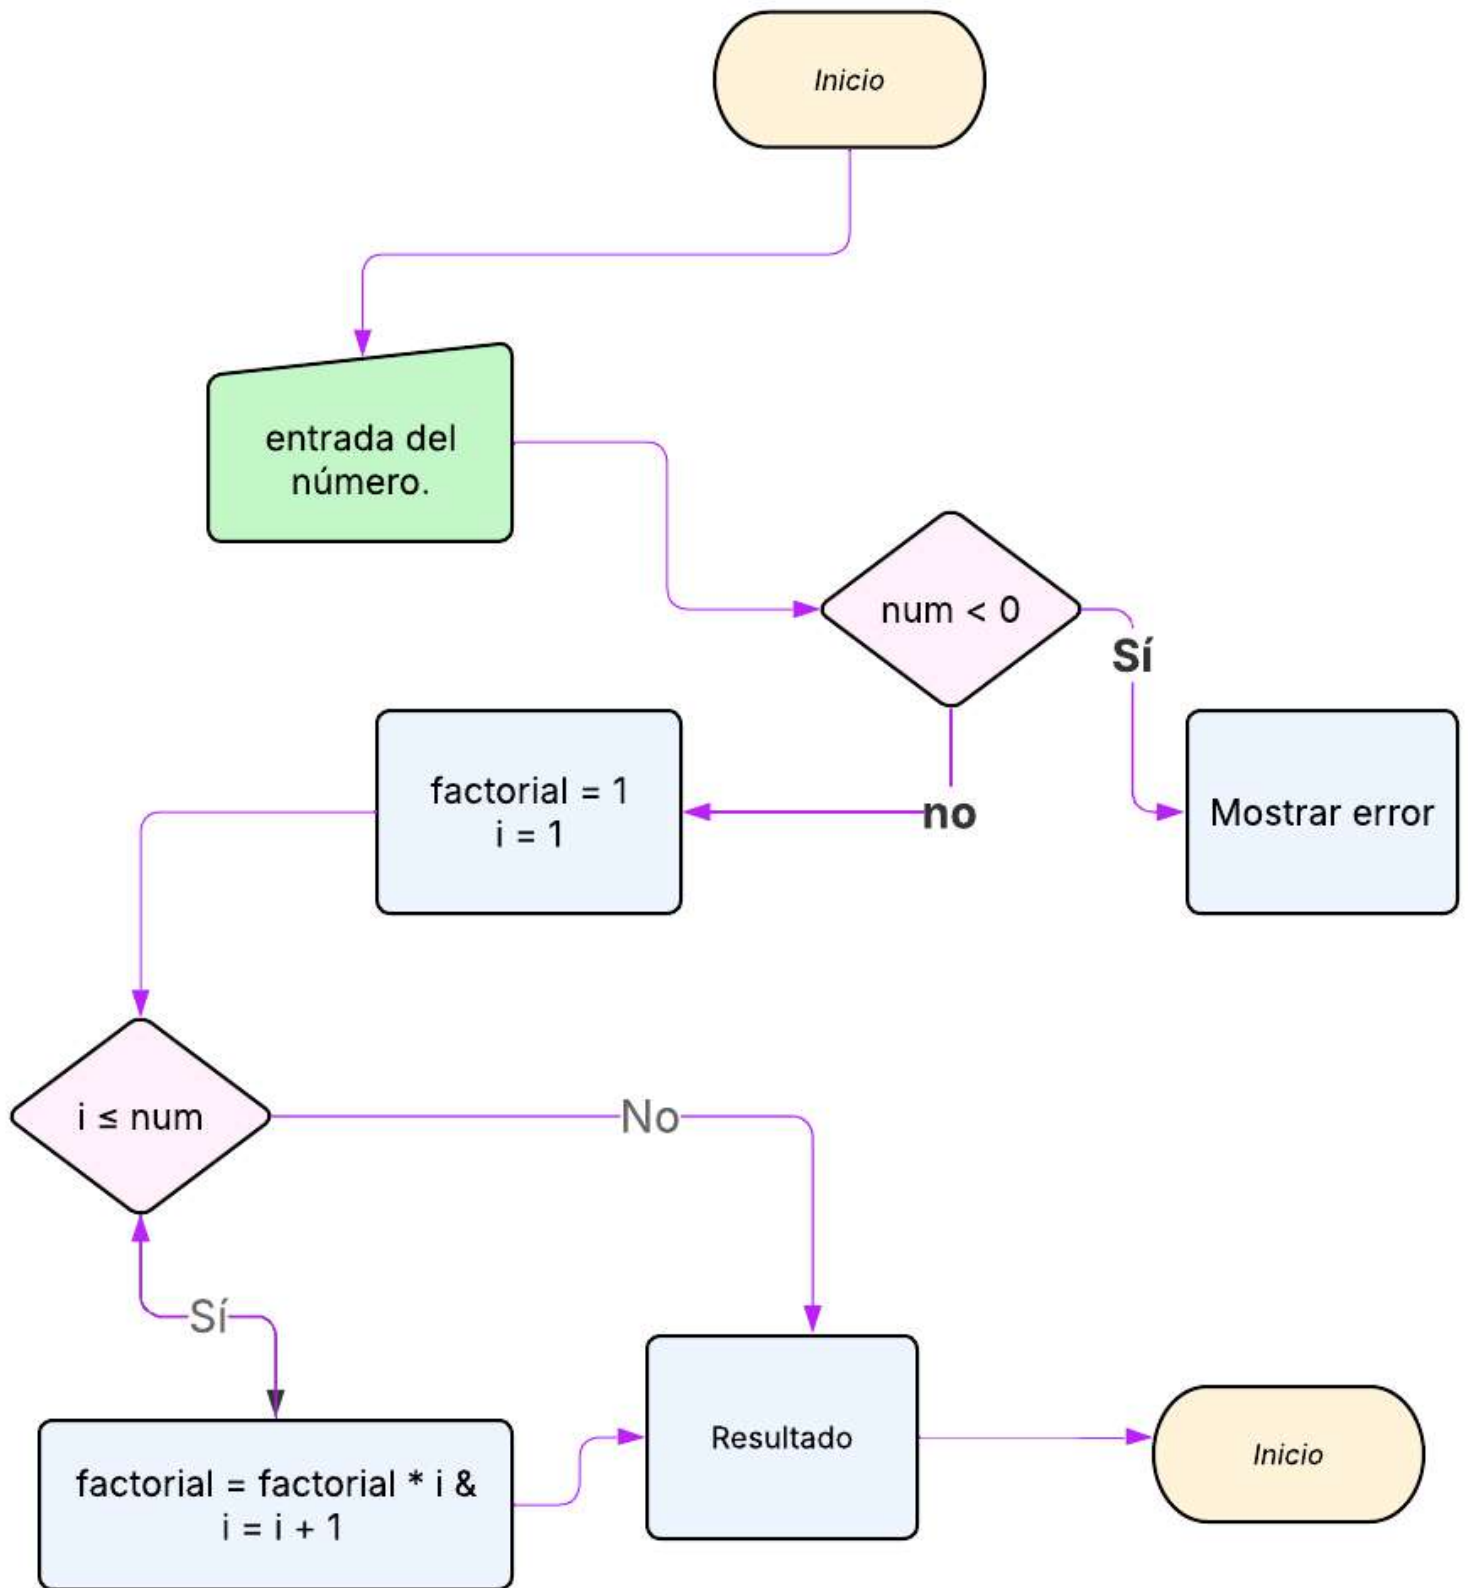 Inicio
entrada del
número.
num < 0
Sí
factorial = 1
i = 1
no
Mostrar error
i ≤ num
No
Sí
Resultado
Inicio
factorial = factorial * i &
i = i + 1